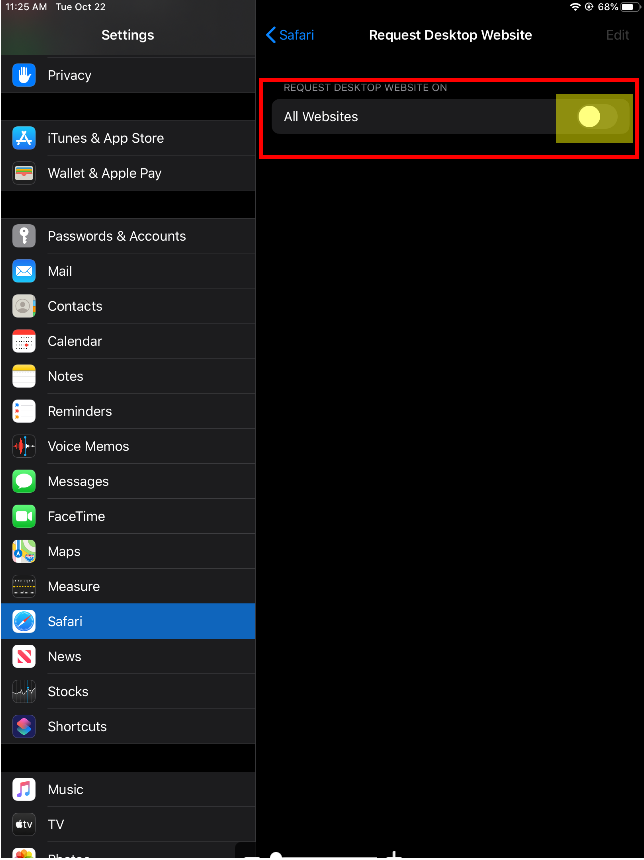 11:25 AM Tue Oct 22
68%
Settings
Privacy
iTunes & App Store
Wallet & Apple Pay
Passwords & Accounts
Mail
Contacts
Calendar
Notes
Reminders
Voice Memos
Messages
FaceTime
Maps
Measure
Safari
News
Stocks
Shortcuts
Music
tv
TV
Photos
Safari
Request Desktop Website
Edit
REQUEST DESKTOP WEBSITE ON
All Websites